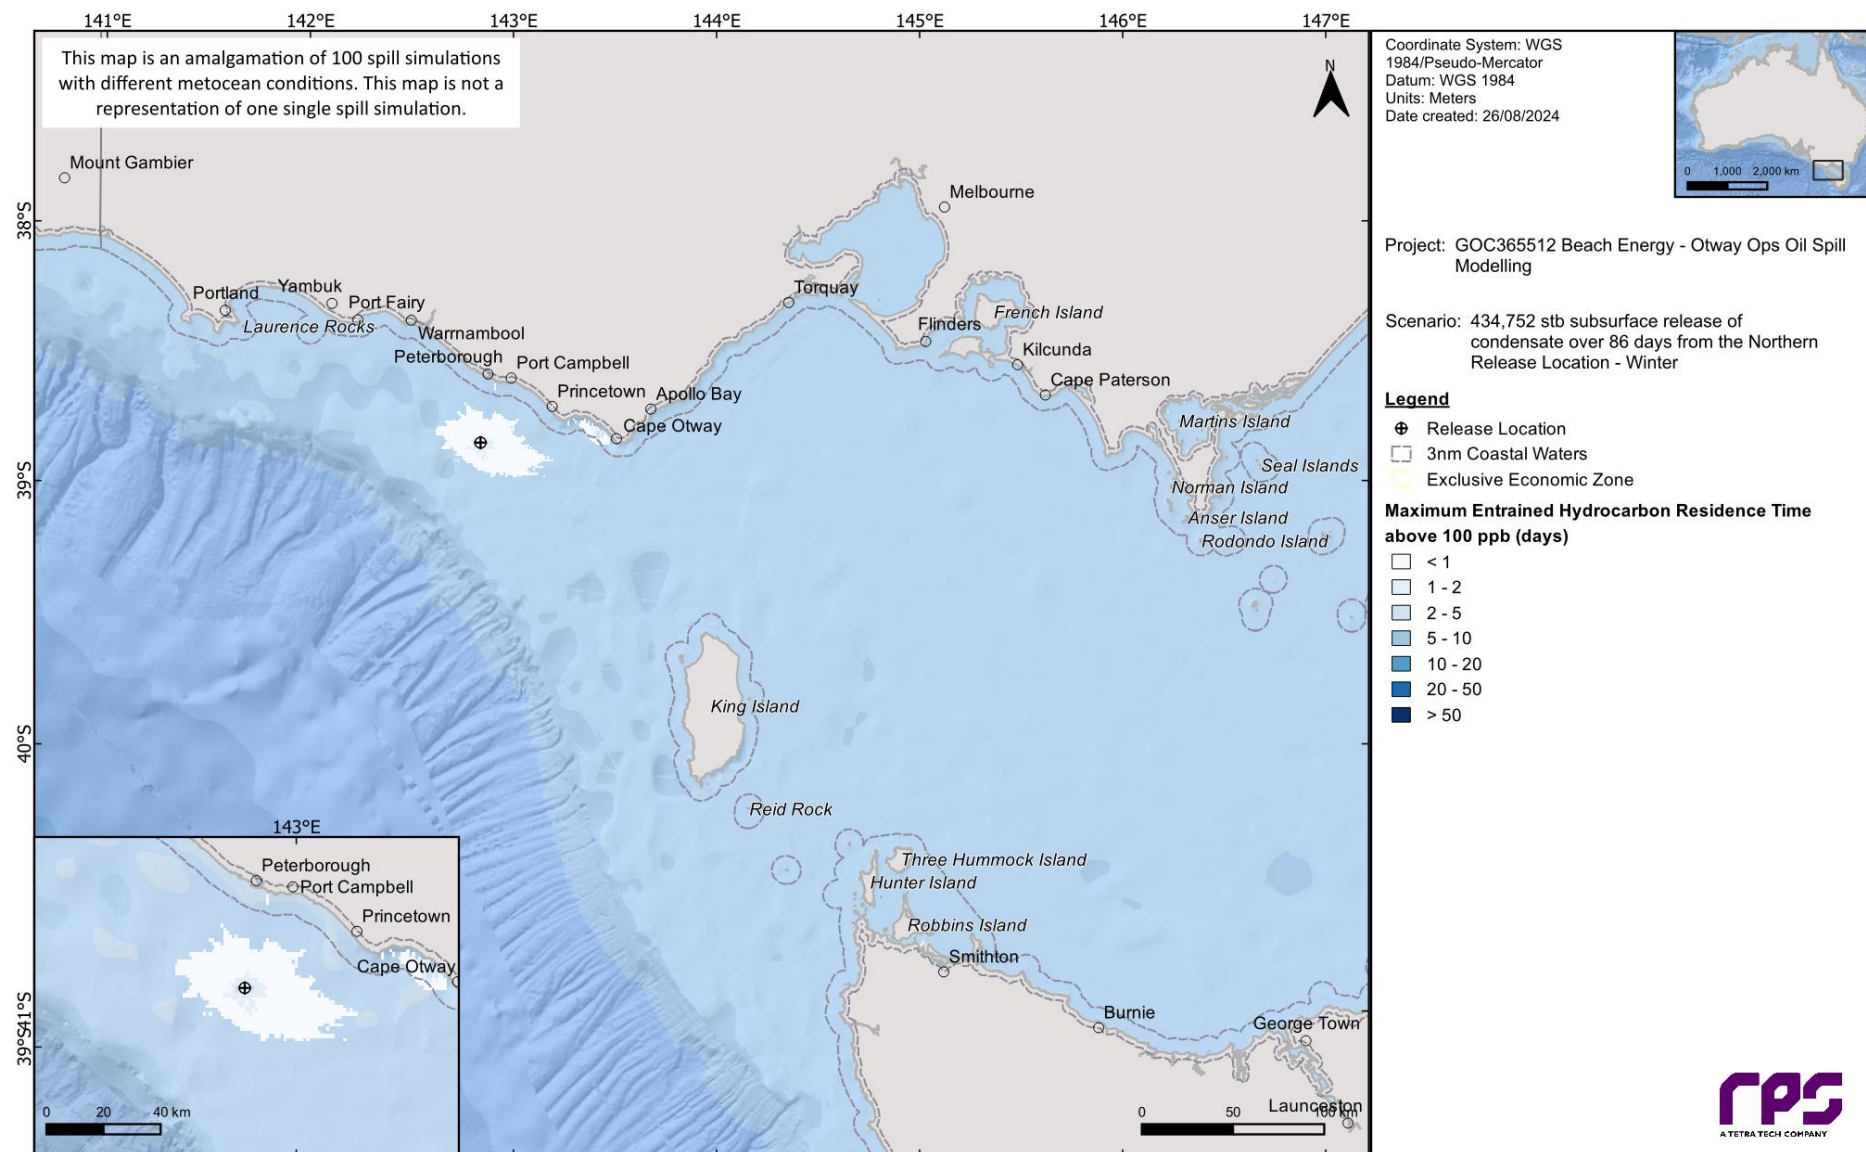 141°E
142°E
143°E
144°E
145°E
146°E
147°E
This map is an amalgamation of 100 spill simulations
with different metocean conditions. This map is not a
representation of one single spill simulation.
N
38°S
39°S
40°S
41°S
Mount Gambier
Melbourne
Portland
Yambuk
Port Fairy
Laurence Rocks
Warrnambool
Peterborough
Port Campbell
Princetown
Apollo Bay
Cape Otway
Torquay
Flinders
French Island
Kilcunda
Cape Paterson
Martins Island
Seal Islands
Norman Island
Anser Island
Rodondo Island
King Island
Reid Rock
Three Hummock Island
Hunter Island
Robbins Island
Smithton
Burnie
George Town
Launceston
0 50 100 km
143°E
39°S
Peterborough
Port Campbell
Princetown
Cape Otway
0 20 40 km
Coordinate System: WGS
1984/Pseudo-Mercator
Datum: WGS 1984
Units: Meters
Date created: 26/08/2024
0 1,000 2,000 km
Project: GOC365512 Beach Energy - Otway Ops Oil Spill
Modelling
Scenario: 434,752 stb subsurface release of
condensate over 86 days from the Northern
Release Location - Winter
Legend
Release Location
3nm Coastal Waters
Exclusive Economic Zone
Maximum Entrained Hydrocarbon Residence Time
above 100 ppb (days)
< 1
1 - 2
2 - 5
5 - 10
10 - 20
20 - 50
> 50
rps
A TETRA TECH COMPANY